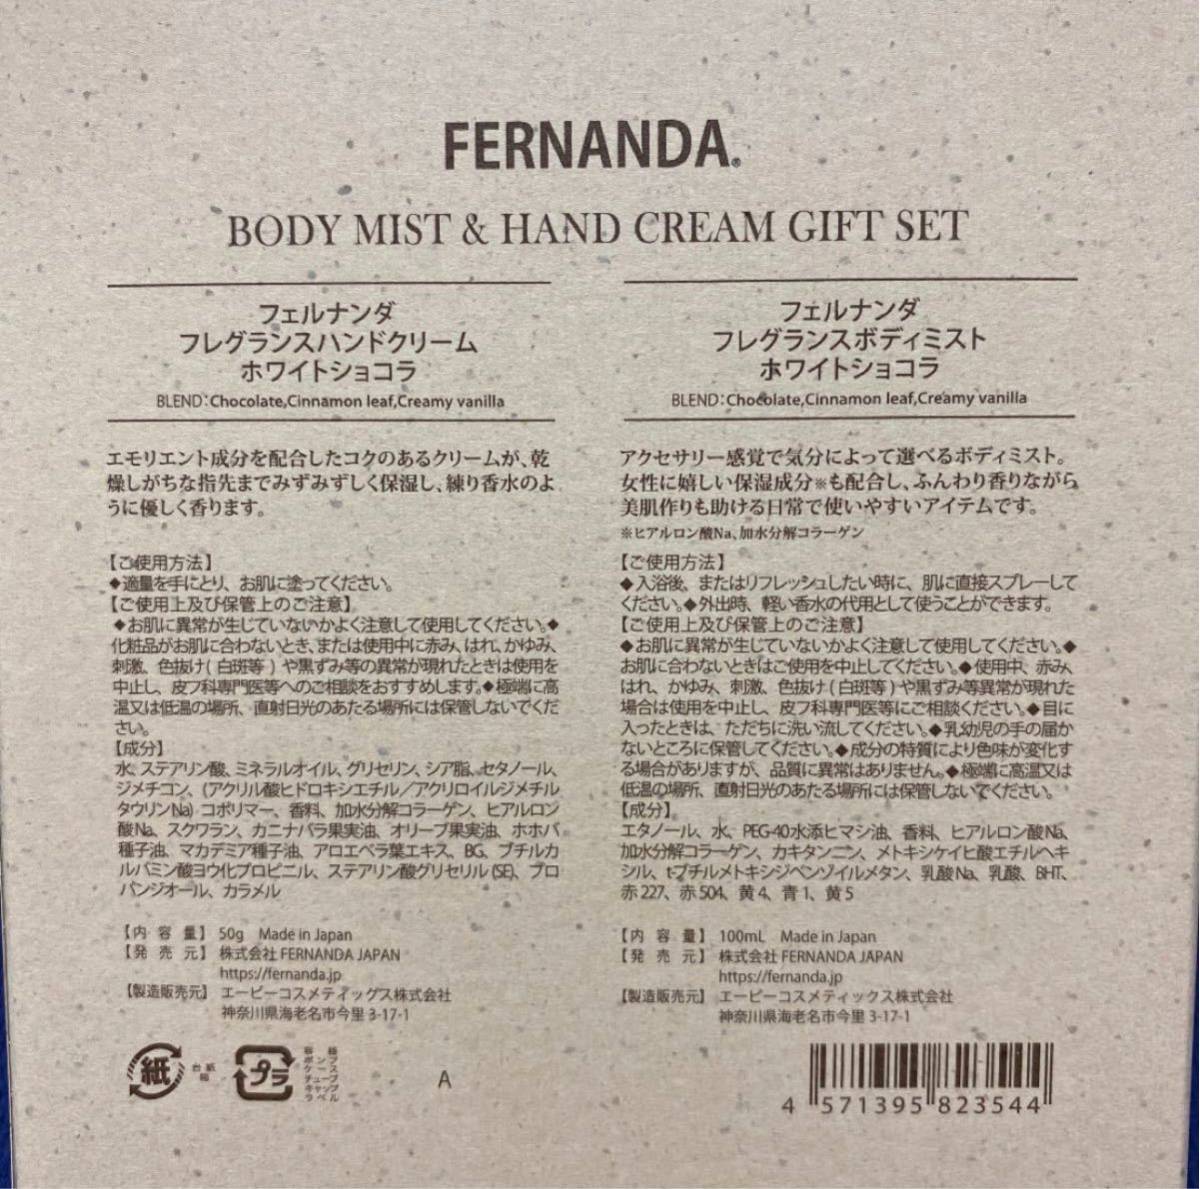 FERNANDA®
BODY MIST & HAND CREAM GIFT SET
フェルナンダ
フレグランスハンドクリーム
ホワイトショコラ
BLEND:Chocolate,Cinnamon leaf,Creamy vanilla
エモリエント成分を配合したコクのあるクリームが、乾
燥しがちな指先までみずみずしく保湿し、練り香水のよ
うに優しく香ります。
【ご使用方法】
◆適量を手にとり、お肌に塗ってください。
【ご使用上及び保管上のご注意】
◆お肌に異常が生じていないかよく注意して使用してください。◆
化粧品がお肌に合わないとき、または使用中に赤み、はれ、かゆみ、
刺激、色抜け(白斑等)や黒ずみ等の異常が現れたときは使用を
中止し、皮フ科専門医等へのご相談をおすすめします。◆極端に高
温又は低温の場所、直射日光のあたる場所には保管しないでくだ
さい。
【成分】
水、ステアリン酸、ミネラルオイル、グリセリン、シア脂、セタノール、
ジメチコン、(アクリル酸ヒドロキシエチル／アクリロイルジメチル
タウリンNa)コポリマー、香料、加水分解コラーゲン、ヒアルロン
酸Na、スクワラン、カニナバラ果実油、オリーブ果実油、ホホバ
種子油、マカデミア種子油、アロエベラ葉エキス、BG、ブチルカ
ルバミン酸ヨウ化プロピニル、ステアリン酸グリセリル(SE)、プロ
パンジオール、カラメル
【内容量】 50g Made in Japan
【発売元】 株式会社 FERNANDA JAPAN
https://fernanda.jp
【製造販売元】 エーピーコスメティックス株式会社
神奈川県海老名市今里 3-17-1
紙
台紙
箱
プラ
A
フェルナンダ
フレグランスボディミスト
ホワイトショコラ
BLEND:Chocolate,Cinnamon leaf,Creamy vanilla
アクセサリー感覚で気分によって選べるボディミスト。
女性に嬉しい保湿成分※も配合し、ふんわり香りながら
美肌作りも助ける日常で使いやすいアイテムです。
※ヒアルロン酸Na、加水分解コラーゲン
【ご使用方法】
◆入浴後、またはリフレッシュしたい時に、肌に直接スプレーして
ください。◆外出時、軽い香水の代用として使うことができます。
【ご使用上及び保管上のご注意】
◆お肌に異常が生じていないかよく注意して使用してください。◆
お肌に合わないときはご使用を中止してください。◆使用中、赤み、
はれ、かゆみ、刺激、色抜け(白斑等)や黒ずみ等異常が現れた
場合は使用を中止し、皮フ科専門医等にご相談ください。◆目に
入ったときは、ただちに洗い流してください。◆乳幼児の手の届か
ないところに保管してください。◆成分の特質により色味が変化す
る場合がありますが、品質に異常はありません。◆極端に高温又は
低温の場所、直射日光のあたる場所には保管しないでください。
【成分】
エタノール、水、PEG-40水添ヒマシ油、香料、ヒアルロン酸Na、
加水分解コラーゲン、カキタンニン、メトキシケイヒ酸エチルヘキ
シル、t-ブチルメトキシジベンゾイルメタン、乳酸Na、乳酸、BHT、
赤227、赤504、黄4、青1、黄5
【内容量】 100mL Made in Japan
【発売元】 株式会社 FERNANDA JAPAN
https://fernanda.jp
【製造販売元】 エーピーコスメティックス株式会社
神奈川県海老名市今里 3-17-1
4 571395 823544